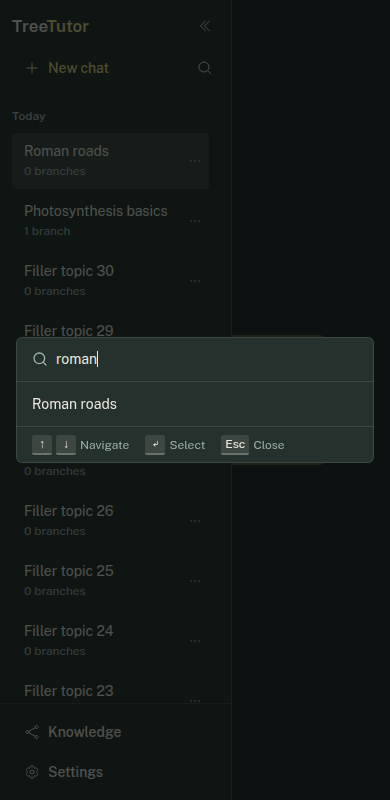 TreeTutor
New chat
Today
Roman roads
0 branches
Photosynthesis basics
1 branch
Filler topic 30
0 branches
Filler topic 29
roman
Roman roads
↑ ↓ Navigate ↵ Select Esc Close
0 branches
Filler topic 26
0 branches
Filler topic 25
0 branches
Filler topic 24
0 branches
Filler topic 23
Knowledge
Settings